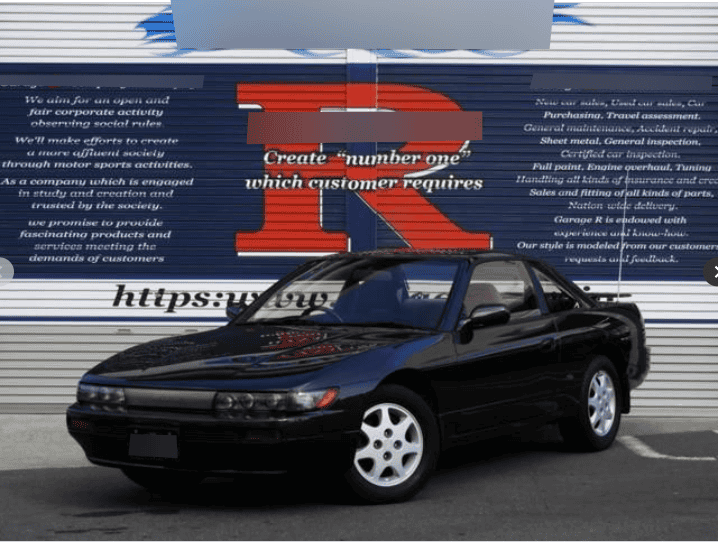 We aim for an open and
fair corporate activity
observing social rules.
We'll make efforts to create
a more affluent society
through motor sports activities.
As a company which is engaged
in study and creation and
trusted by the society.
we promise to provide
fascinating products and
services meeting the
demands of customers
R
Create "number one"
which customer requires
New car sales, Used car sales, Car
Purchasing, Travel assessment.
General maintenance, Accident repair,
Sheet metal, General inspection,
Certified car inspection.
Full paint, Engine overhaul, Tuning
Handling all kinds of insurance and
Sales and fitting of all kinds of parts,
Nation-wide delivery.
Garage R is endowed with
experience and know-how.
Our style is modeled from our customer
requests and feedback.
https:www